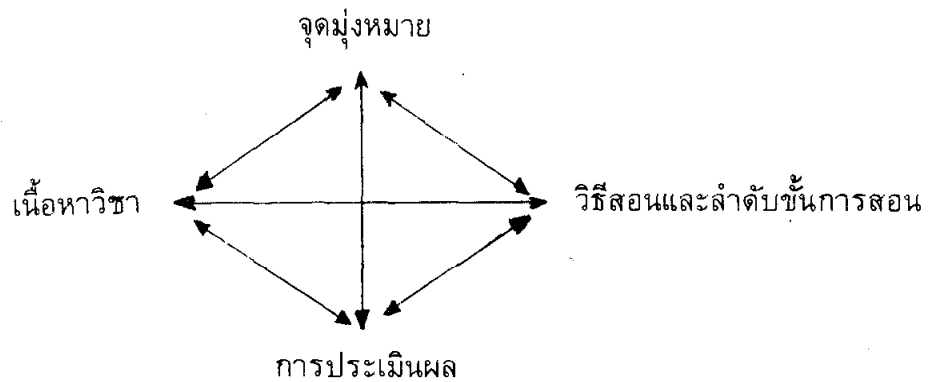 จุดมุ่งหมาย
เนื้อหาวิชา
วิธีสอนและลำดับขั้นการสอน
การประเมินผล